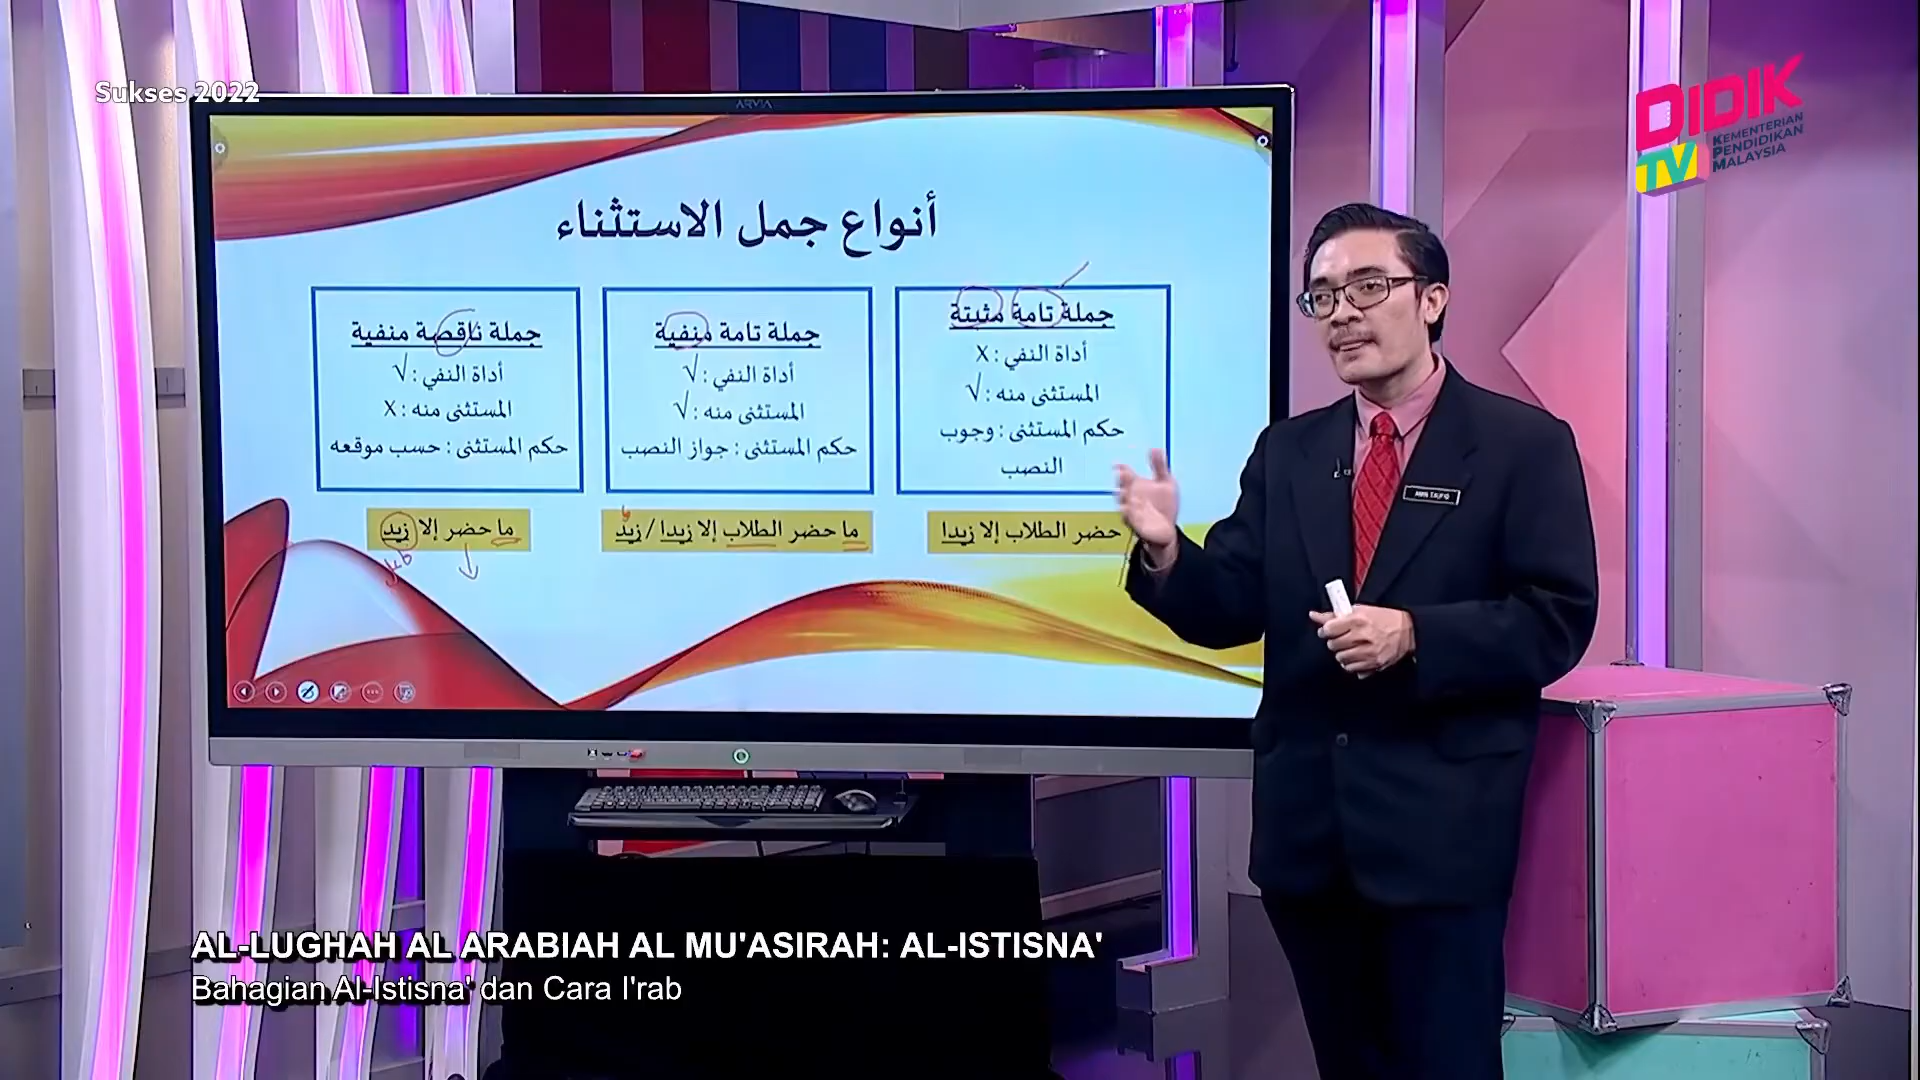 Sukses 2022
DIDIK
TV KEMENTERIAN
PENDIDIKAN
MALAYSIA
ARVIA
أنواع جمل الاستثناء
جملة تامة مثبتة
أداة النفي : X
المستثنى منه : √
حكم المستثنى : وجوب
النصب
حضر الطلاب إلا زيدا
جملة تامة منفية
أداة النفي : √
المستثنى منه : √
حكم المستثنى : جواز النصب
ما حضر الطلاب إلا زيدا / زيد
جملة ناقصة منفية
أداة النفي : √
المستثنى منه : X
حكم المستثنى : حسب موقعه
ما حضر إلا زيد
AL-LUGHAH AL ARABIAH AL MU'ASIRAH: AL-ISTISNA'
Bahagian Al-Istisna' dan Cara I'rab